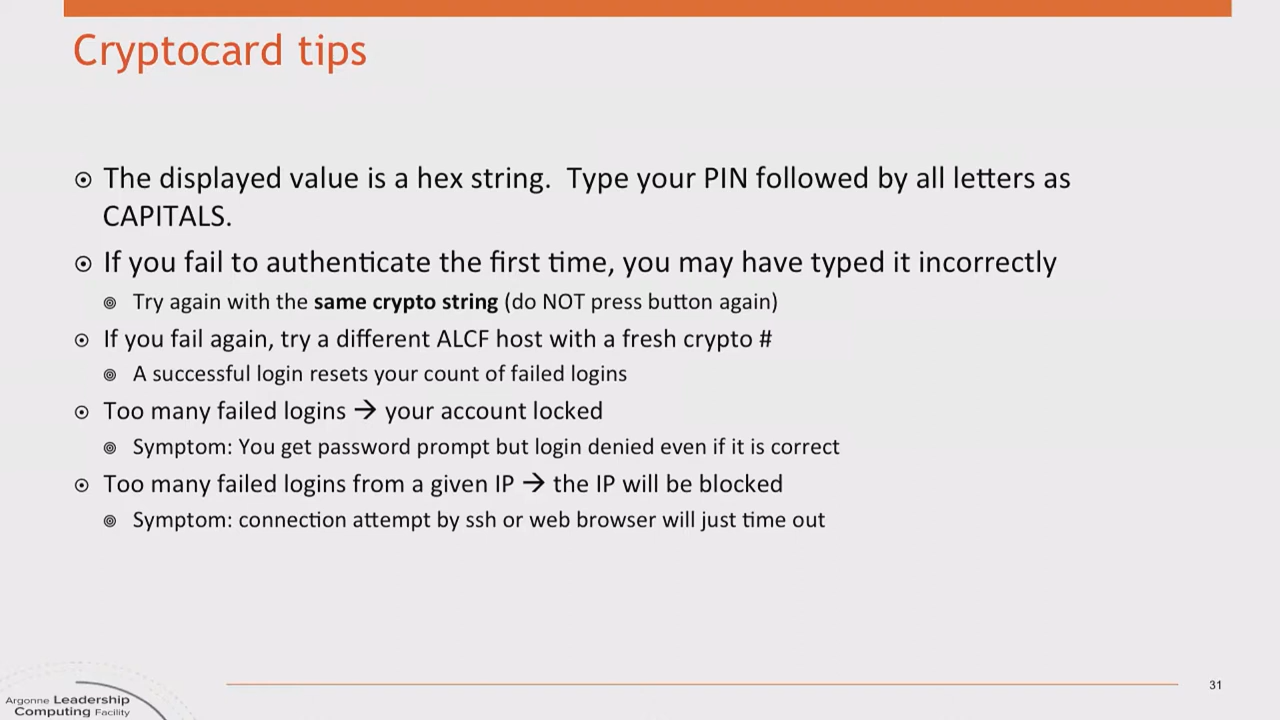 Cryptocard tips
The displayed value is a hex string.  Type your PIN followed by all letters as
CAPITALS.
If you fail to authenticate the first time, you may have typed it incorrectly
Try again with the same crypto string (do NOT press button again)
If you fail again, try a different ALCF host with a fresh crypto #
A successful login resets your count of failed logins
Too many failed logins → your account locked
Symptom: You get password prompt but login denied even if it is correct
Too many failed logins from a given IP → the IP will be blocked
Symptom: connection attempt by ssh or web browser will just time out
31
Argonne Leadership
Computing Facility